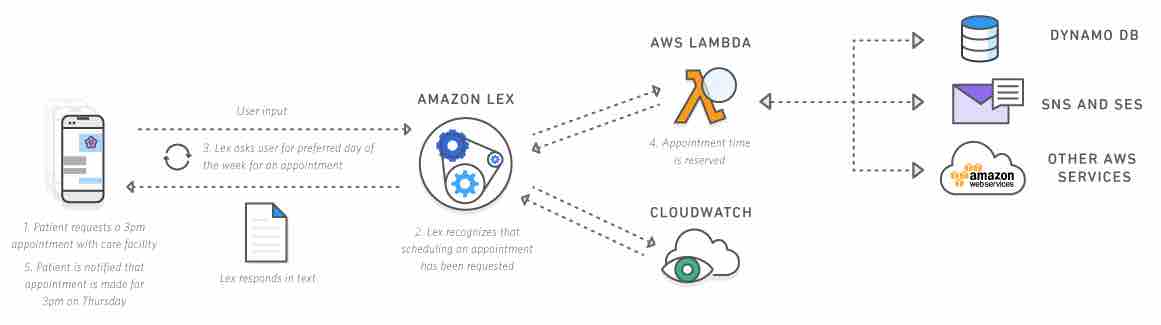 DYNAMO DB
AWS LAMBDA
AMAZON LEX
SNS AND SES
User input
3. Lex asks user for preferred day of
the week for an appointment
4. Appointment time
is reserved
OTHER AWS
SERVICES
amazon
webservices
CLOUDWATCH
1. Patient requests a 3pm
appointment with care facility
5. Patient is notified that
appointment is made for
3pm on Thursday
Lex responds in text
2. Lex recognizes that
scheduling an appointment
has been requested